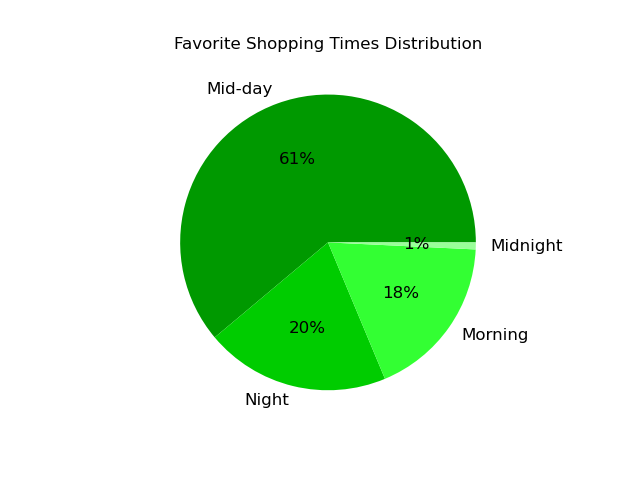 Favorite Shopping Times Distribution
Mid-day
61%
1%
Midnight
18%
20%
Morning
Night